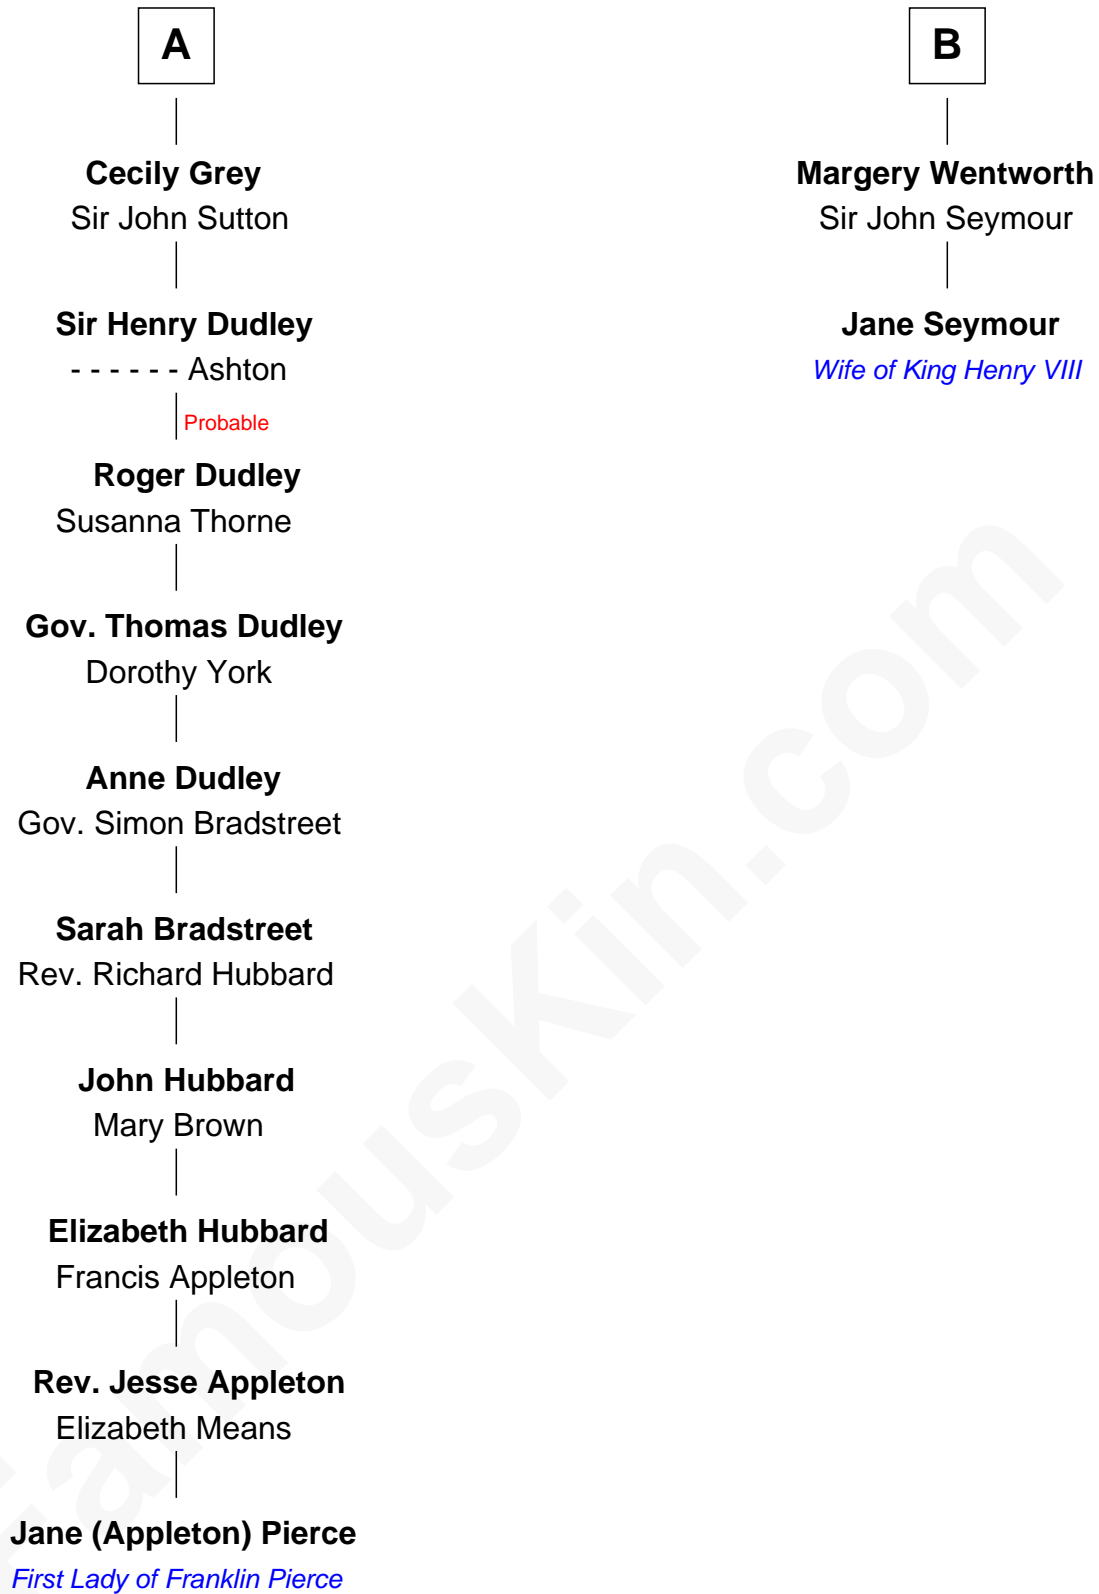 A
B
Cecily Grey
Sir John Sutton
Margery Wentworth
Sir John Seymour
Sir Henry Dudley
- - - - - - Ashton
Jane Seymour
Wife of King Henry VIII
Probable
Roger Dudley
Susanna Thorne
Gov. Thomas Dudley
Dorothy York
Anne Dudley
Gov. Simon Bradstreet
Sarah Bradstreet
Rev. Richard Hubbard
John Hubbard
Mary Brown
Elizabeth Hubbard
Francis Appleton
Rev. Jesse Appleton
Elizabeth Means
Jane (Appleton) Pierce
First Lady of Franklin Pierce
FamousKin.com